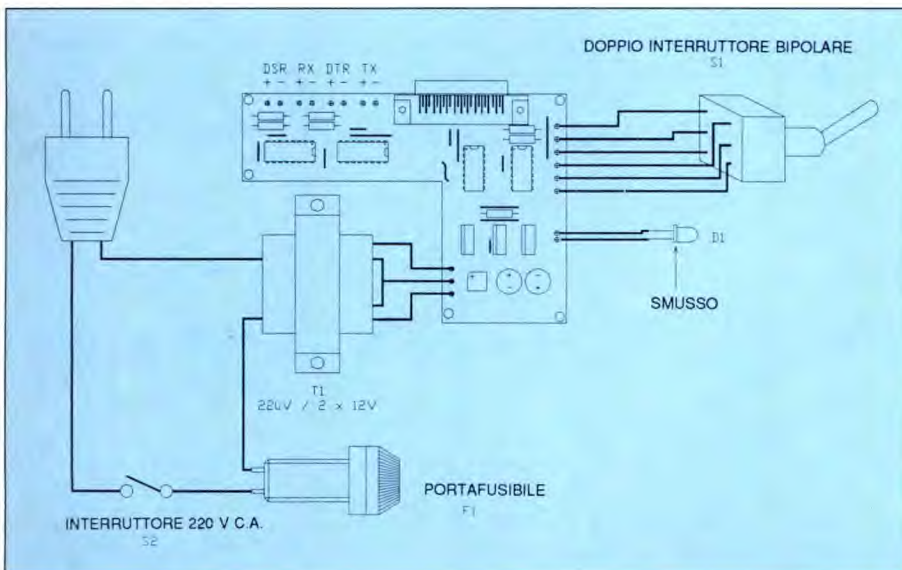 DOPPIO INTERRUTTORE BIPOLARE
S1
DSR RX DTR TX
+ - + - + - + -
D1
SMUSSO
T1
220V / 2 x 12V
PORTAFUSIBILE
F1
INTERRUTTORE 220 V C.A.
S2